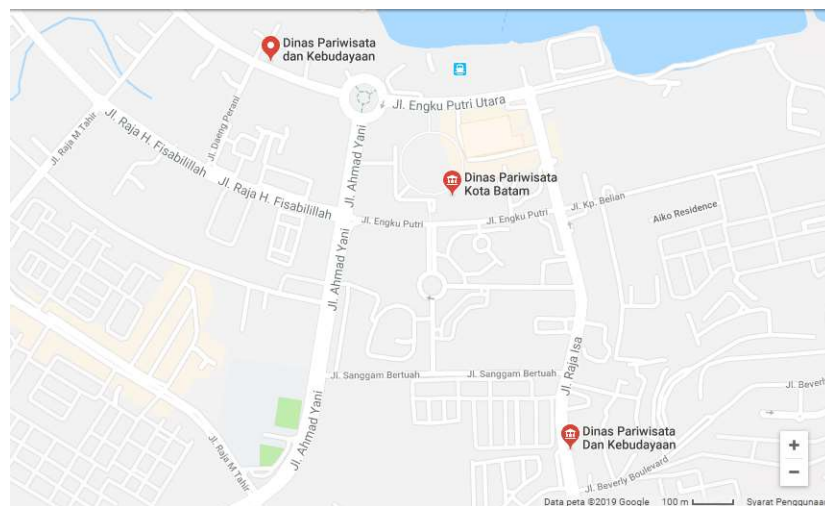 Dinas Pariwisata
dan Kebudayaan
Jl. Engku Putri Utara
Jl. Raja M Tahir
Jl. Daeng Perani
Jl. Raja H. Fisabilillah
Jl. Raja H. Fisabilillah
Jl. Ahmad Yani
Dinas Pariwisata
Kota Batam
Jl. Engku Putri
Jl. Engku Putri
Jl. Kp. Belian
Aiko Residence
Jl. Ahmad Yani
Jl. Raja Isa
Jl. Sanggam Bertuah
Jl. Sanggam Bertuah
Jl. Beverly
Jl. Ahmad Yani
Dinas Pariwisata
Dan Kebudayaan
Jl. Raja M Tahir
Jl. Beverly Boulevard
+
−
Data peta ©2019 Google 100 m Syarat Penggunaan